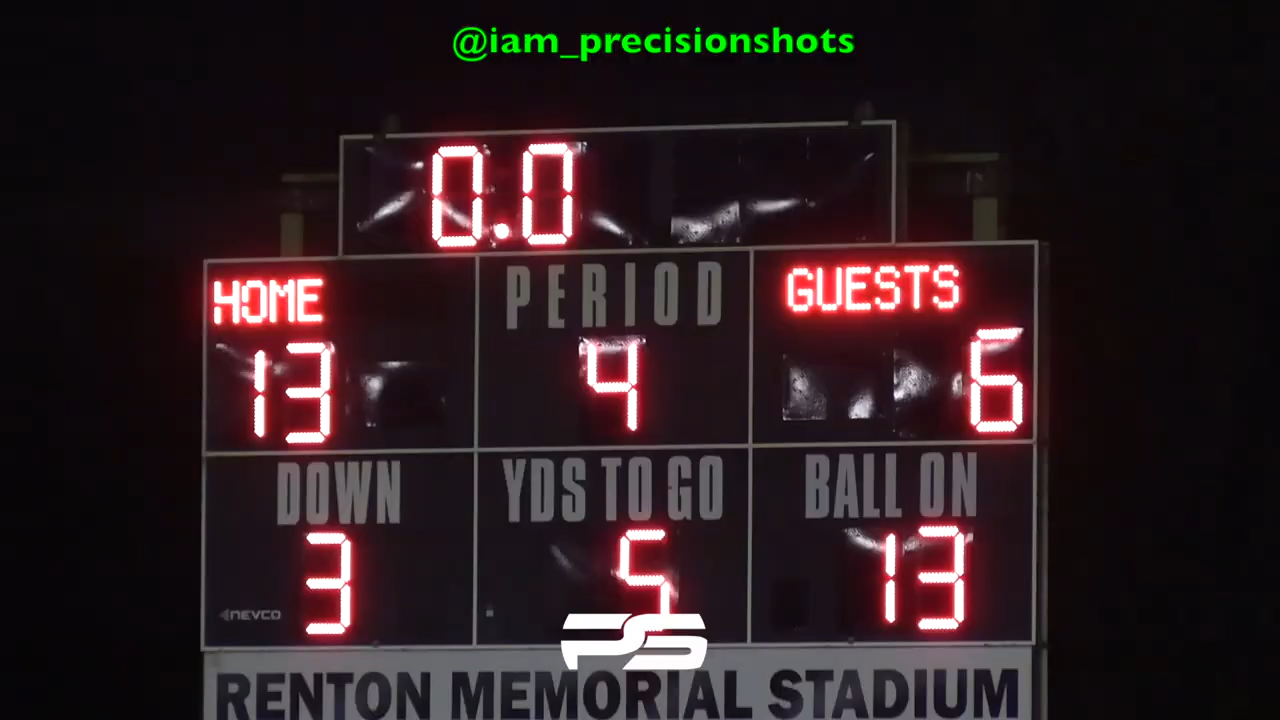 @iam_precisionshots
0.0
HOME PERIOD GUESTS
13 4 6
DOWN YDS TO GO BALL ON
3 5 13
NEVCO
PS
RENTON MEMORIAL STADIUM